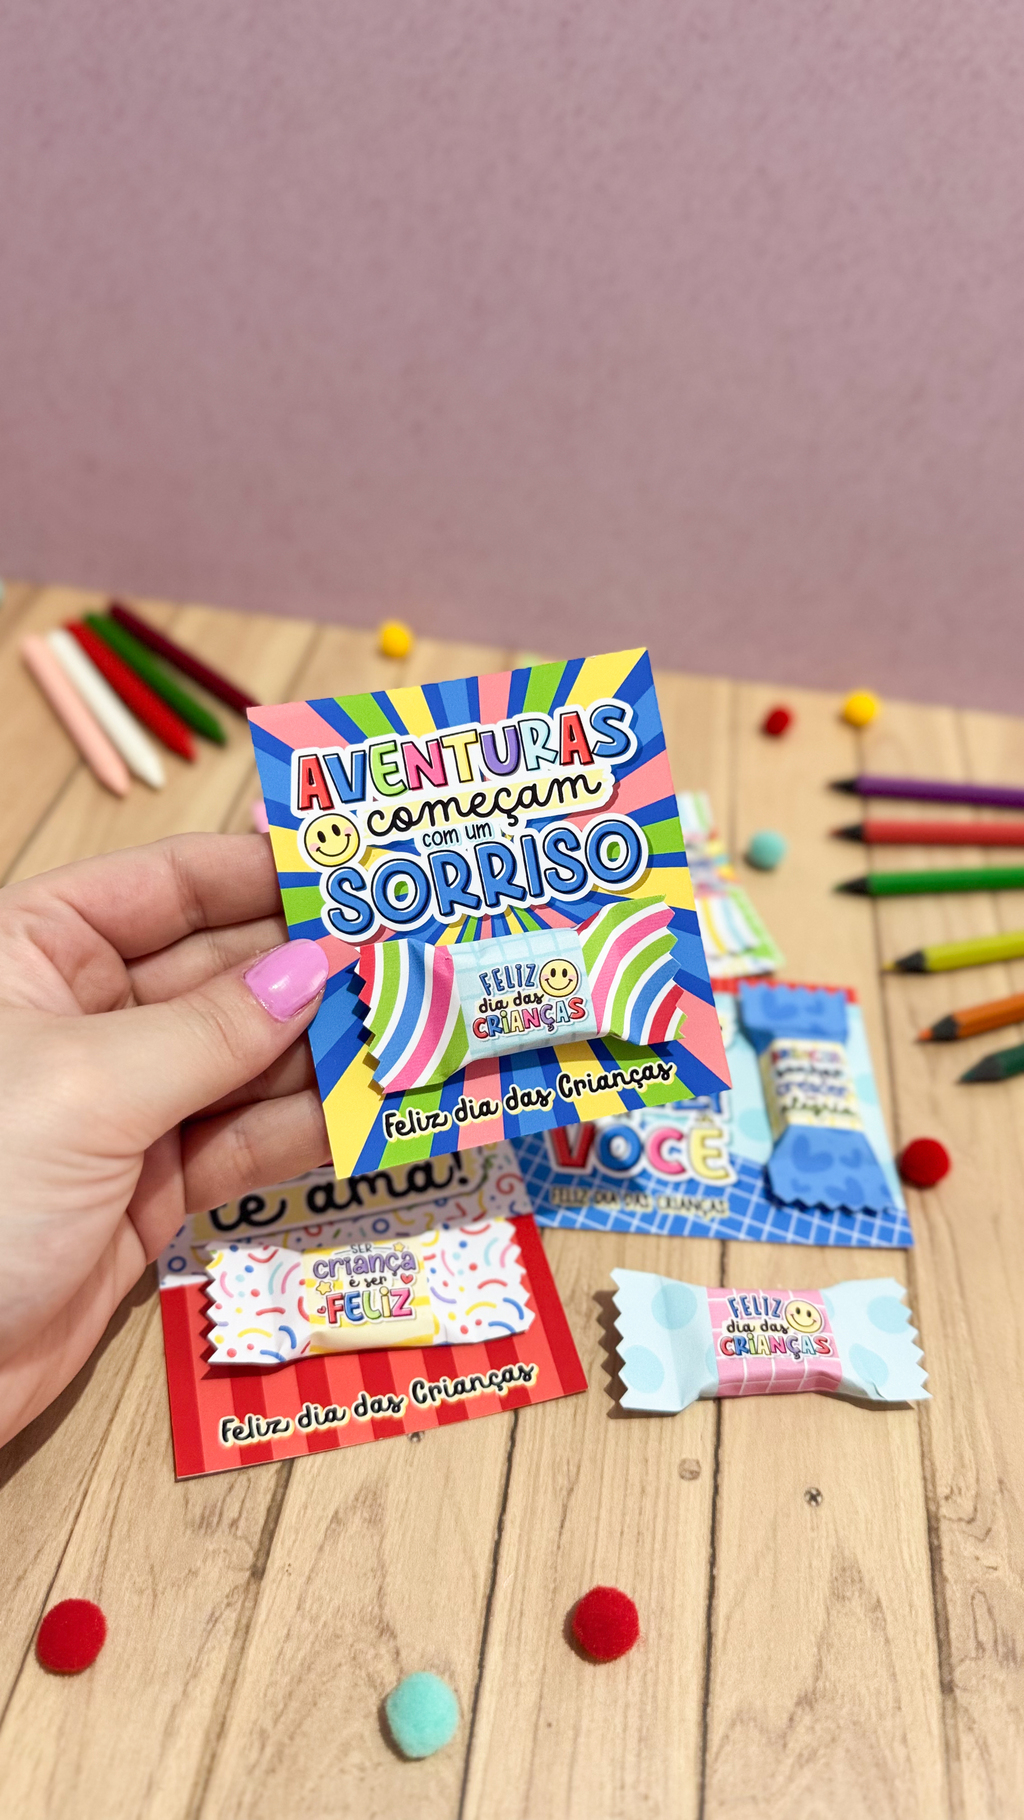 AVENTURAS
começam
com um
SORRISO
FELIZ
dia das
CRIANÇAS
Feliz dia das Crianças
te ama!
SER
criança
é ser
FELIZ
Feliz dia das Crianças
VOCÊ
FELIZ DIA DAS CRIANÇAS
FELIZ
dia das
CRIANÇAS